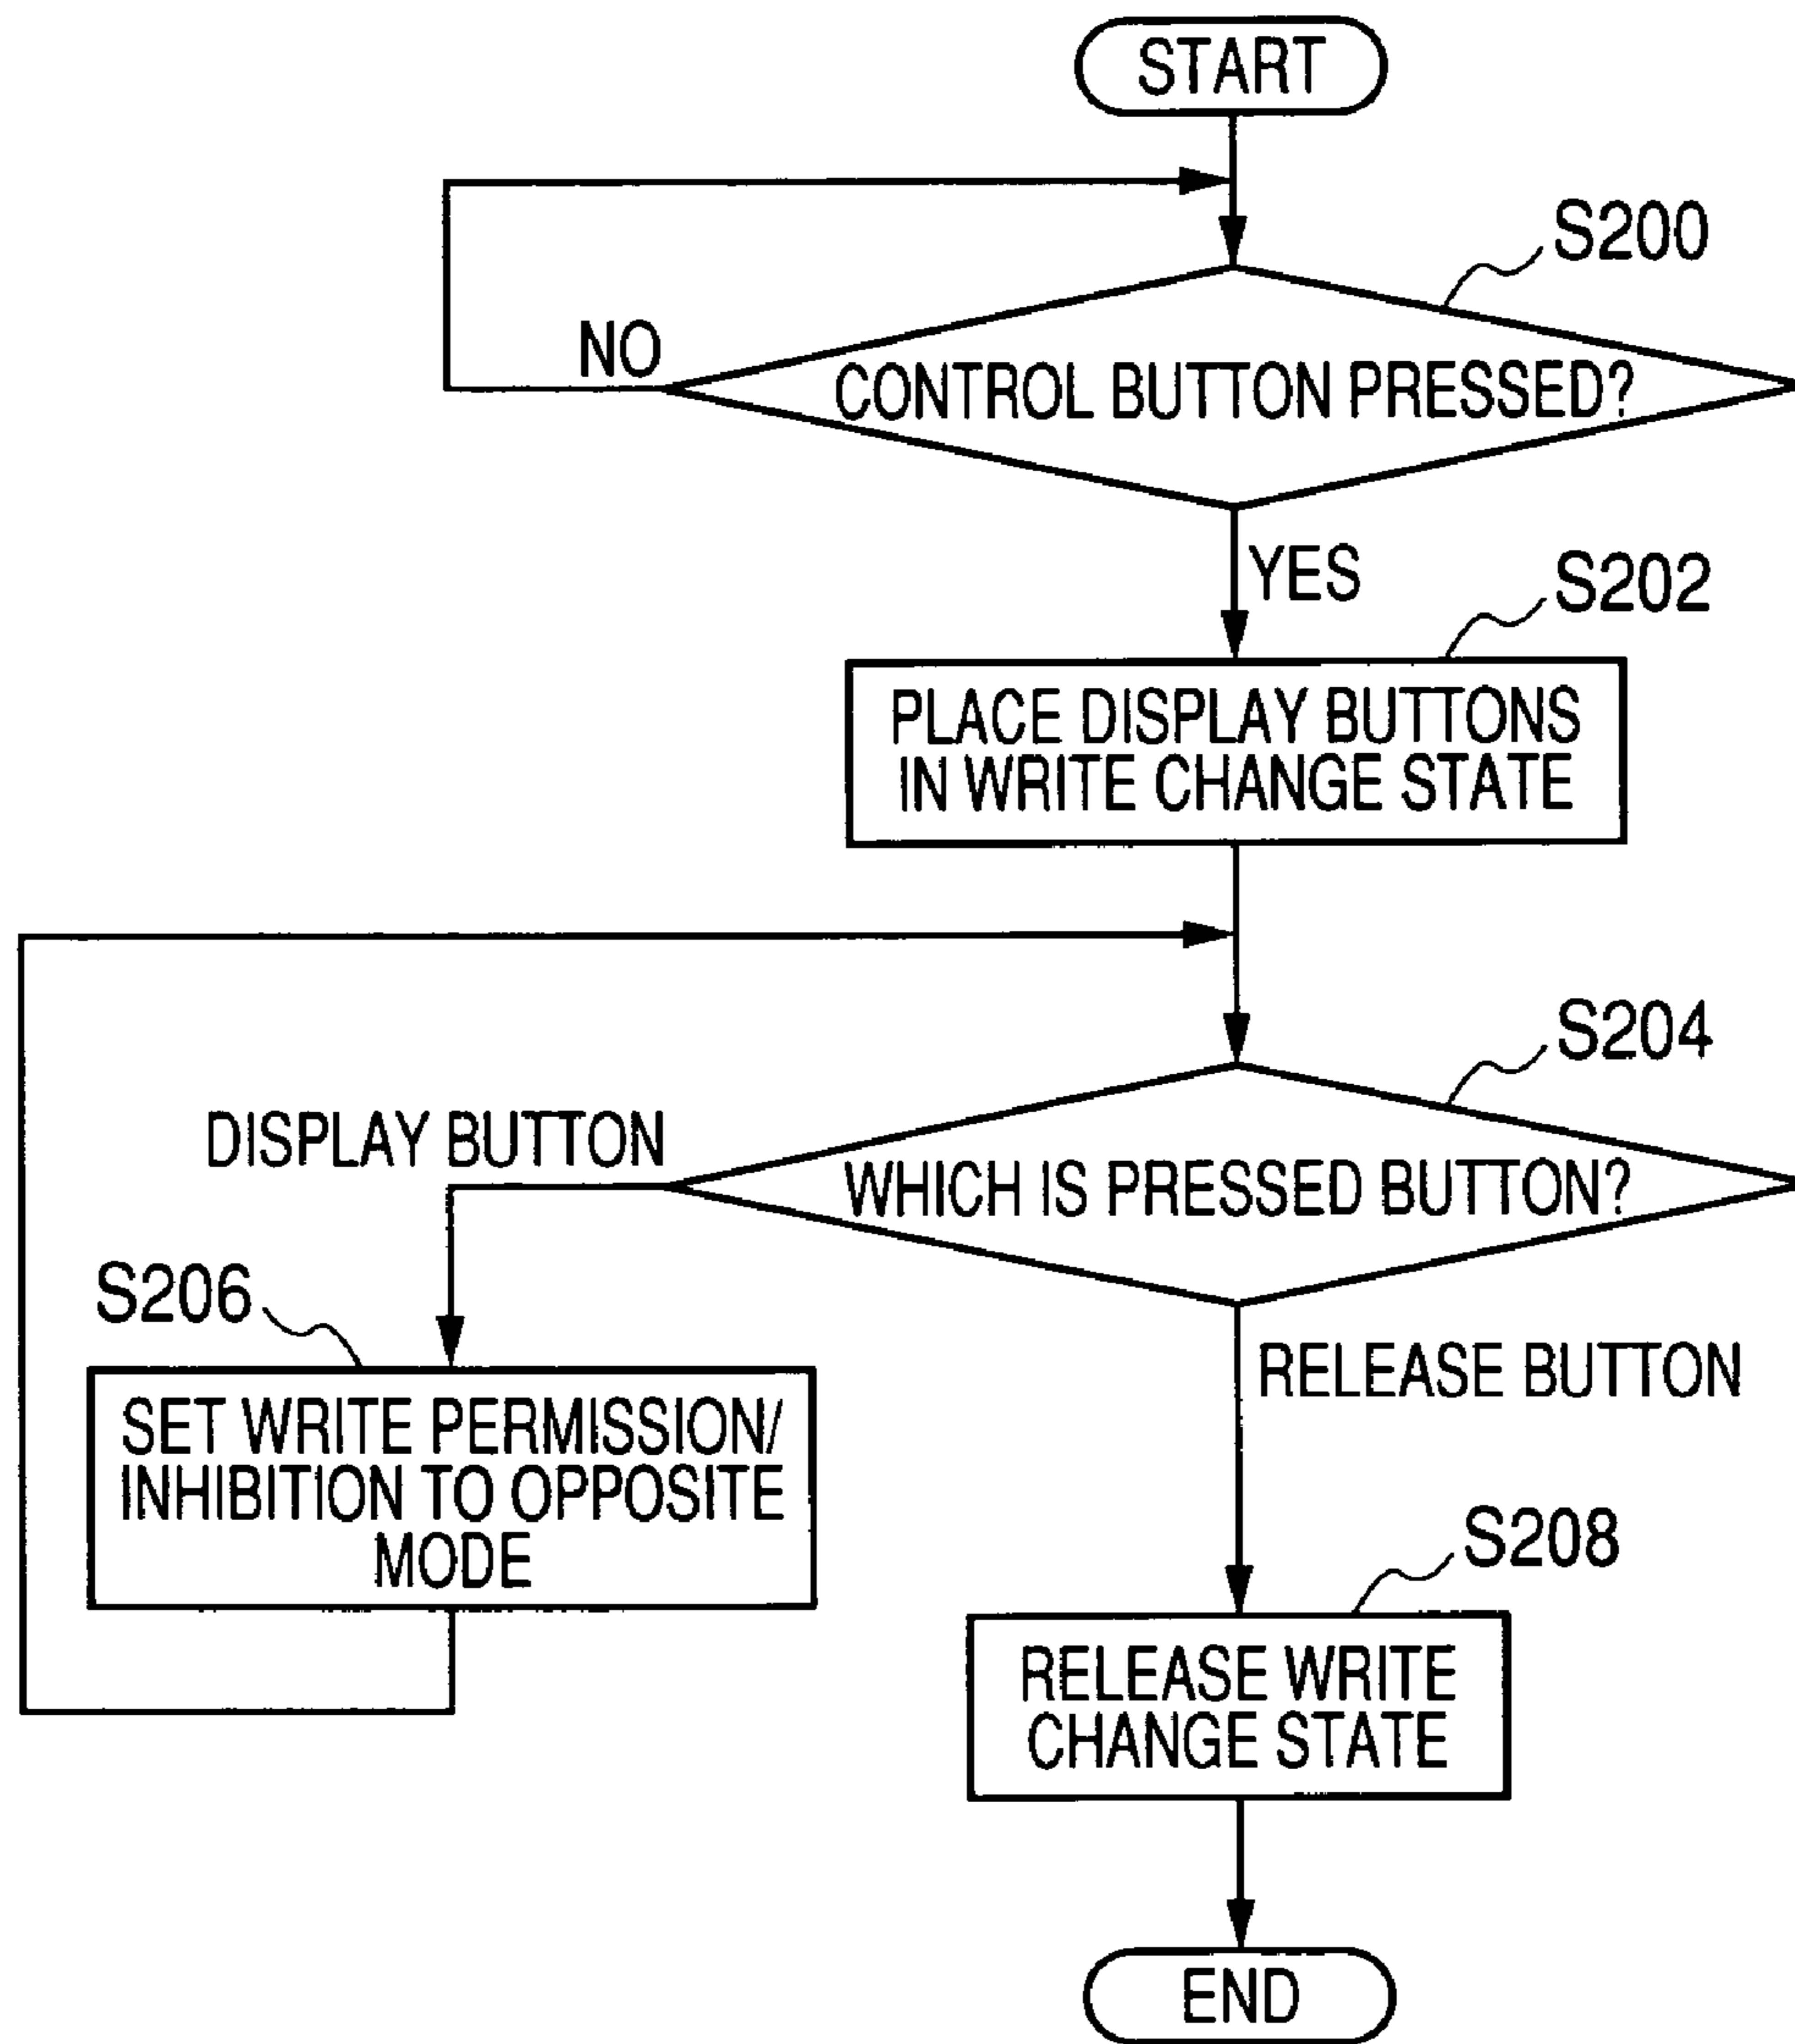 START
S200
NO
CONTROL BUTTON PRESSED?
YES
S202
PLACE DISPLAY BUTTONS
IN WRITE CHANGE STATE
S204
DISPLAY BUTTON
WHICH IS PRESSED BUTTON?
S206
RELEASE BUTTON
SET WRITE PERMISSION/
INHIBITION TO OPPOSITE
MODE
S208
RELEASE WRITE
CHANGE STATE
END